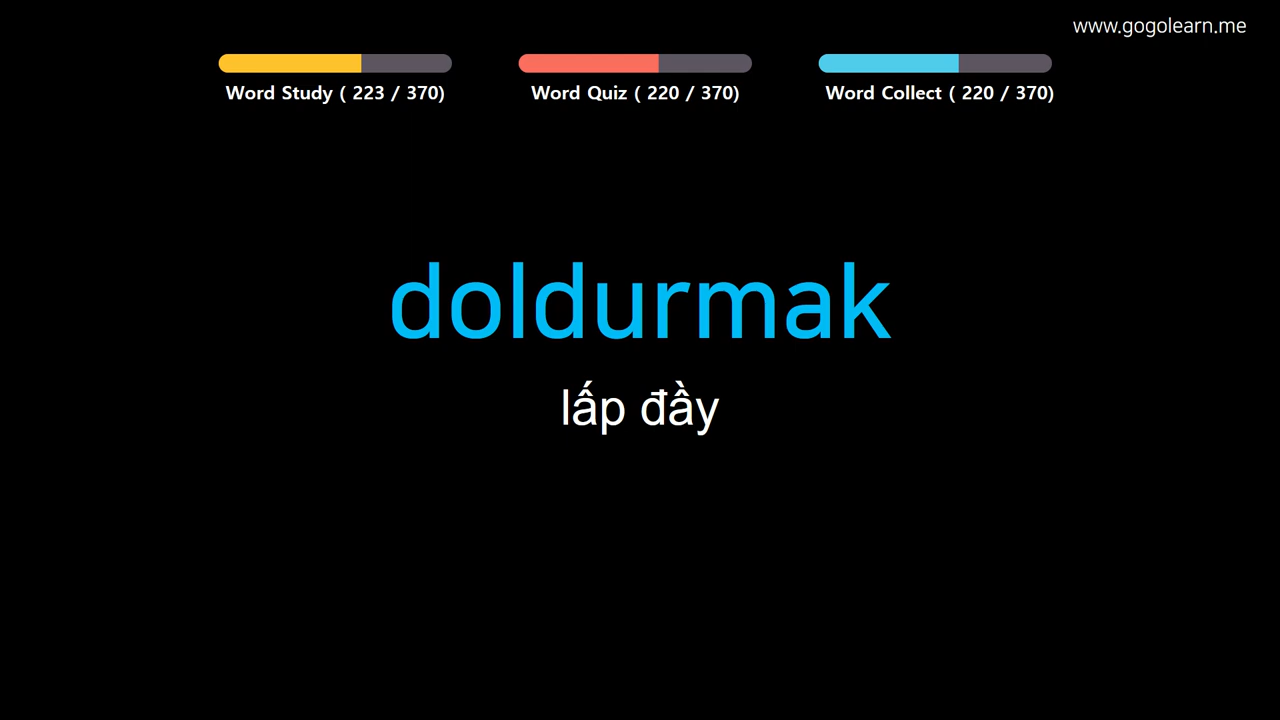 www.gogolearn.me
Word Study ( 223 / 370)
Word Quiz ( 220 / 370)
Word Collect ( 220 / 370)
doldurmak
lấp đầy